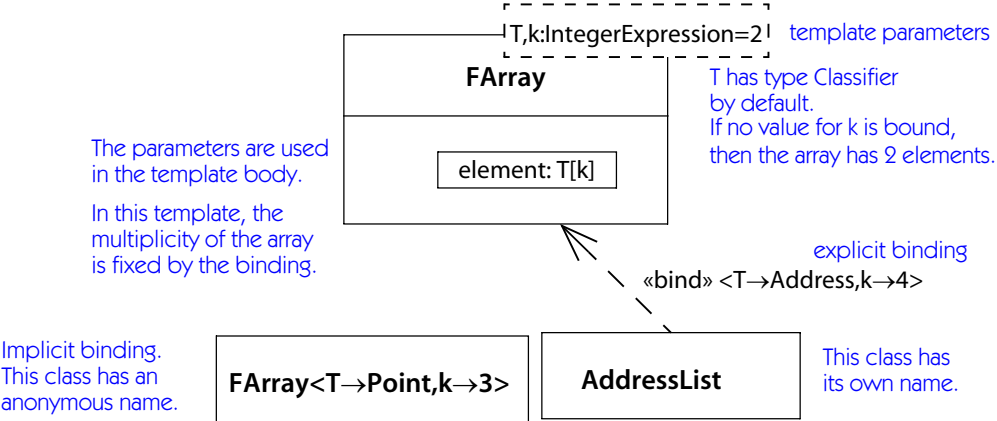 T,k:IntegerExpression=2
template parameters
FArray
T has type Classifier
by default.
If no value for k is bound,
then the array has 2 elements.
The parameters are used
in the template body.
element: T[k]
In this template, the
multiplicity of the array
is fixed by the binding.
explicit binding
«bind» <T→Address,k→4>
Implicit binding.
This class has an
anonymous name.
FArray<T→Point,k→3>
AddressList
This class has
its own name.